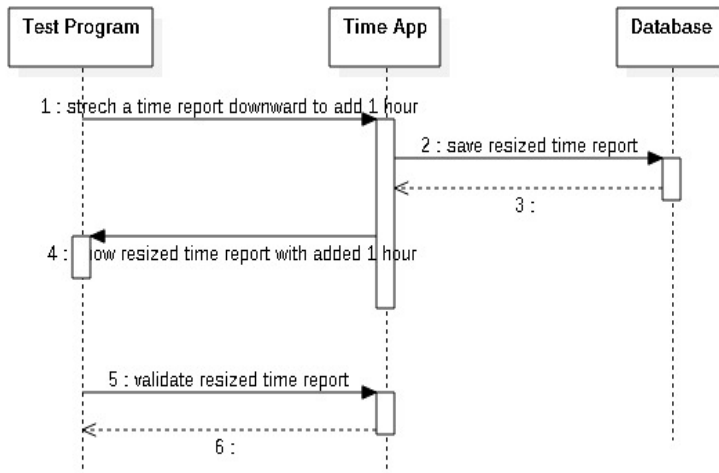 Test Program
Time App
Database
1 : strech a time report downward to add 1 hour
2 : save resized time report
3 :
4 : ow resized time report with added 1 hour
5 : validate resized time report
6 :